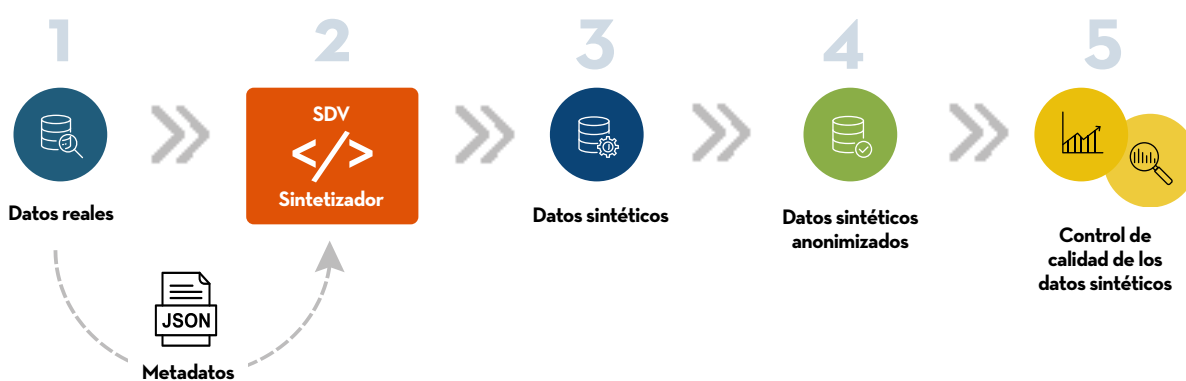 1
2
3
4
5
SDV
</>
Sintetizador
Datos reales
Datos sintéticos
Datos sintéticos
anonimizados
Control de
calidad de los
datos sintéticos
JSON
Metadatos